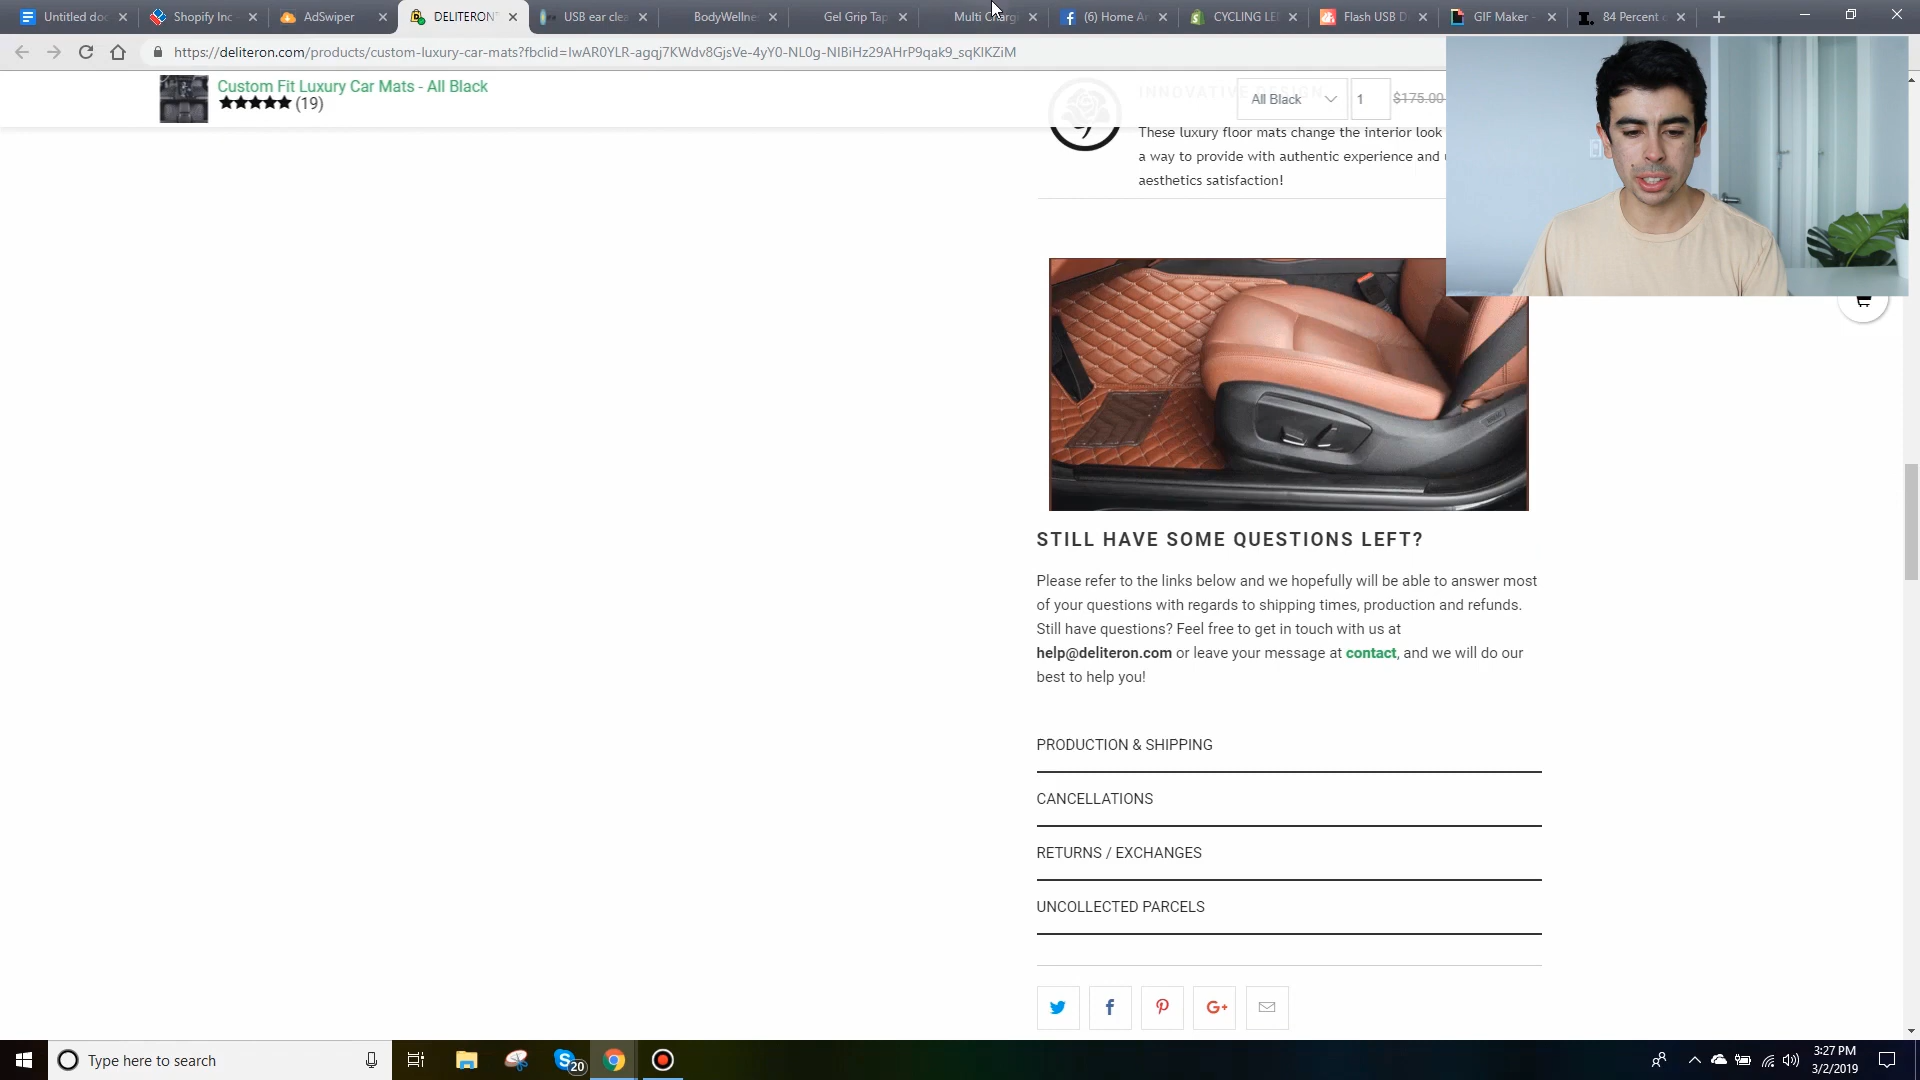 Untitled doc
Shopify Inc
AdSwiper
DELITERON
USB ear clea
BodyWellne
Gel Grip Tap
Multi
(6) Home A
CYCLING LE
Flash USB D
GIF Maker -
84 Percent o
https://deliteron.com/products/custom-luxury-car-mats?fbclid=IwAR0YLR-agqj7KWdv8GjsVe-4yY0-NL0g-NIBiHz29AHrP9qak9_sqKIKZiM
Custom Fit Luxury Car Mats - All Black
★★★★★ (19)
All Black
1
$175.00
INNOVATIVE DESIGN
These luxury floor mats change the interior look
a way to provide with authentic experience and
aesthetics satisfaction!
STILL HAVE SOME QUESTIONS LEFT?
Please refer to the links below and we hopefully will be able to answer most
of your questions with regards to shipping times, production and refunds.
Still have questions? Feel free to get in touch with us at
help@deliteron.com or leave your message at contact, and we will do our
best to help you!
PRODUCTION & SHIPPING
CANCELLATIONS
RETURNS / EXCHANGES
UNCOLLECTED PARCELS
G+
Type here to search
20
3:27 PM
3/2/2019